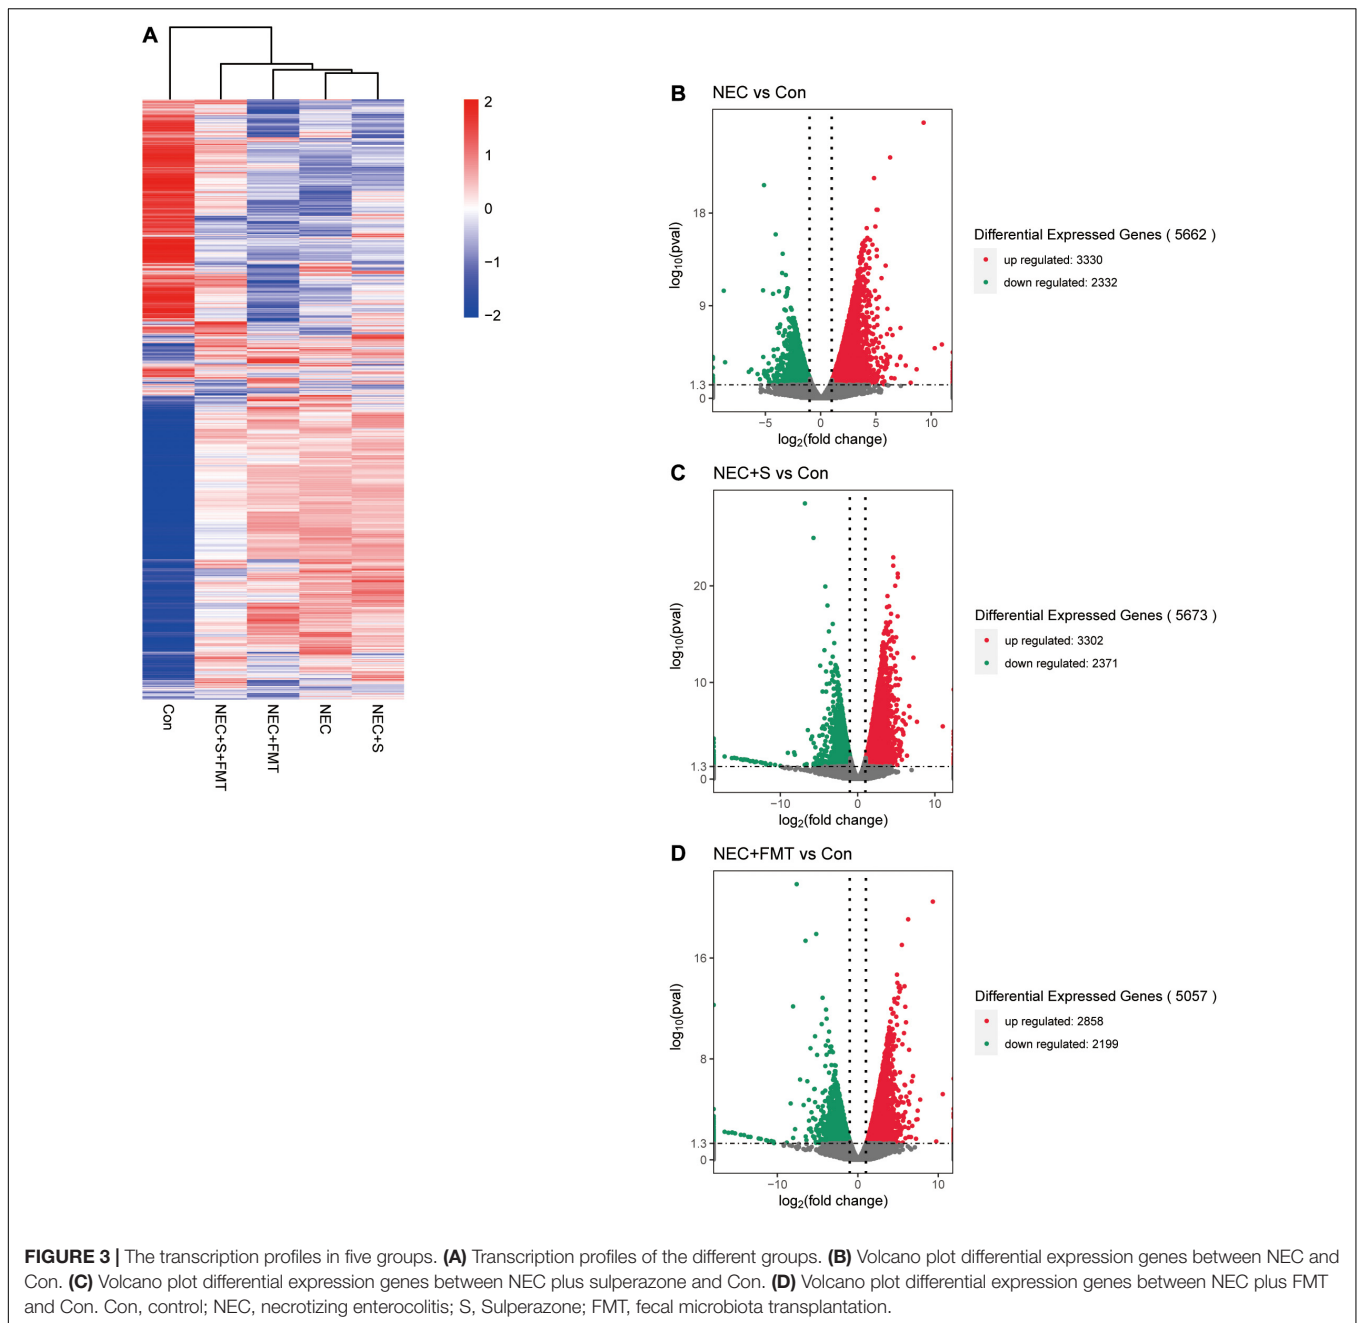 A
2
1
0
−1
−2
Con
NEC+S+FMT
NEC+FMT
NEC
NEC+S
B NEC vs Con
log10(pval)
18
9
1.3
0
−5 0 5 10
log2(fold change)
Differential Expressed Genes ( 5662 )
up regulated: 3330
down regulated: 2332
C NEC+S vs Con
log10(pval)
20
10
1.3
0
−10 0 10
log2(fold change)
Differential Expressed Genes ( 5673 )
up regulated: 3302
down regulated: 2371
D NEC+FMT vs Con
log10(pval)
16
8
1.3
0
−10 0 10
log2(fold change)
Differential Expressed Genes ( 5057 )
up regulated: 2858
down regulated: 2199
FIGURE 3 | The transcription profiles in five groups. (A) Transcription profiles of the different groups. (B) Volcano plot differential expression genes between NEC and
Con. (C) Volcano plot differential expression genes between NEC plus sulperazone and Con. (D) Volcano plot differential expression genes between NEC plus FMT
and Con. Con, control; NEC, necrotizing enterocolitis; S, Sulperazone; FMT, fecal microbiota transplantation.